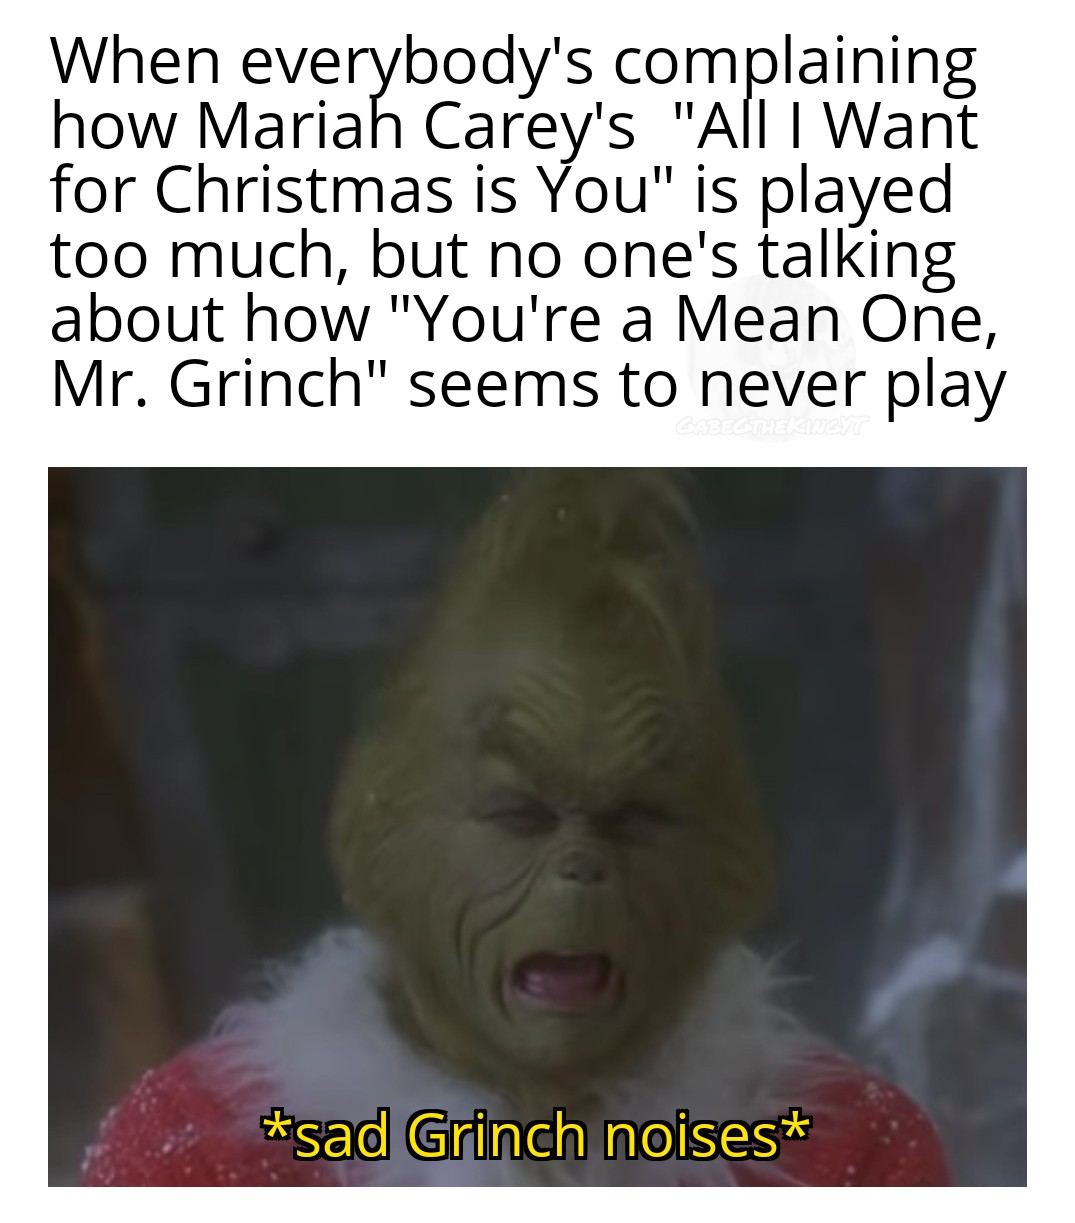 When everybody's complaining
how Mariah Carey's  "All I Want
for Christmas is You" is played
too much, but no one's talking
about how "You're a Mean One,
Mr. Grinch" seems to never play
GabeGtheKingYT
*sad Grinch noises*